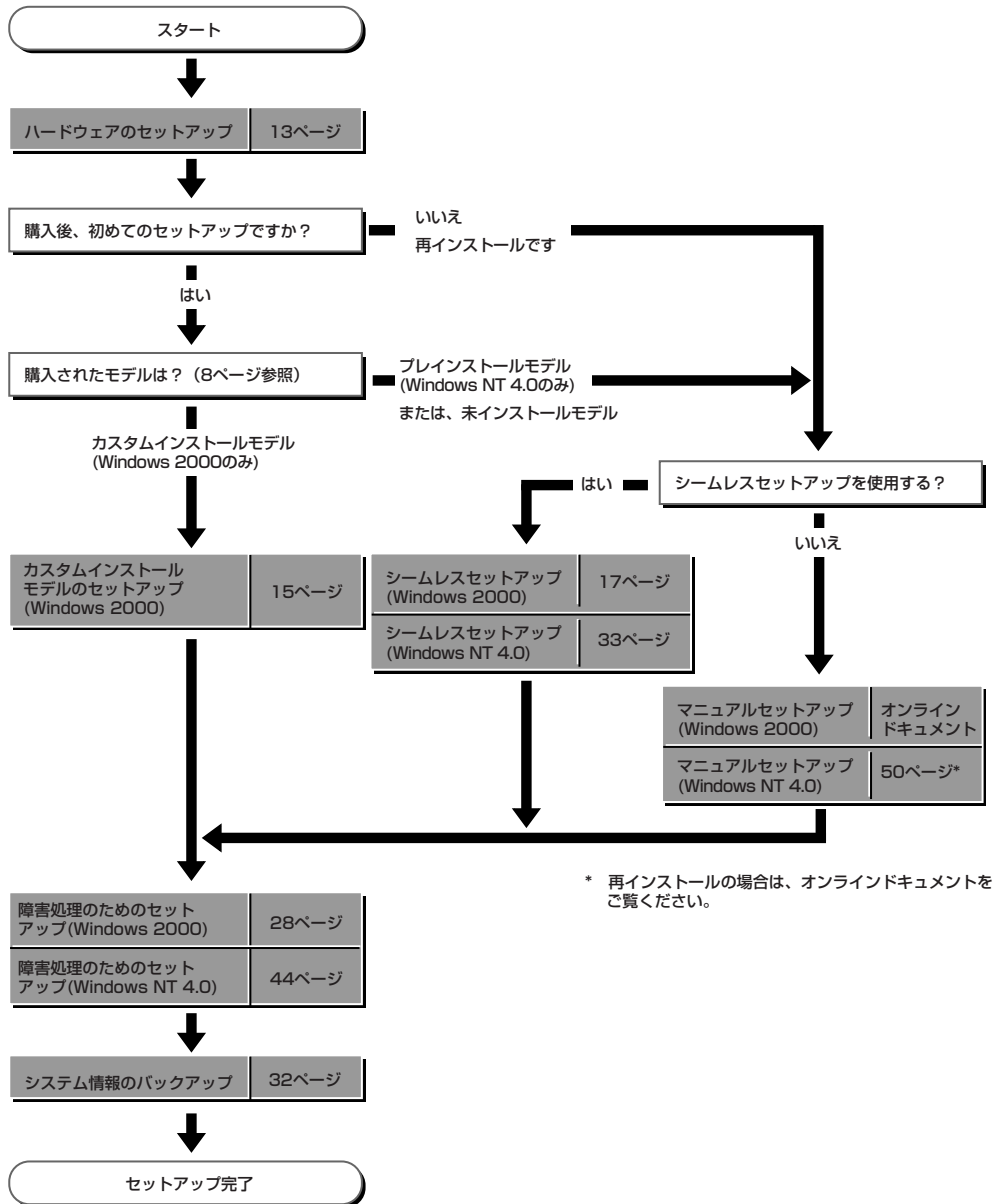 スタート
ハードウェアのセットアップ
13ページ
購入後、初めてのセットアップですか？
いいえ
再インストールです
はい
購入されたモデルは？（8ページ参照）
プレインストールモデル
(Windows NT 4.0のみ)
または、未インストールモデル
カスタムインストールモデル
(Windows 2000のみ)
はい
シームレスセットアップを使用する？
いいえ
カスタムインストール
モデルのセットアップ
(Windows 2000)
15ページ
シームレスセットアップ
(Windows 2000)
17ページ
シームレスセットアップ
(Windows NT 4.0)
33ページ
マニュアルセットアップ
(Windows 2000)
オンライン
ドキュメント
マニュアルセットアップ
(Windows NT 4.0)
50ページ*
* 再インストールの場合は、オンラインドキュメントを
ご覧ください。
障害処理のためのセット
アップ(Windows 2000)
28ページ
障害処理のためのセット
アップ(Windows NT 4.0)
44ページ
システム情報のバックアップ
32ページ
セットアップ完了